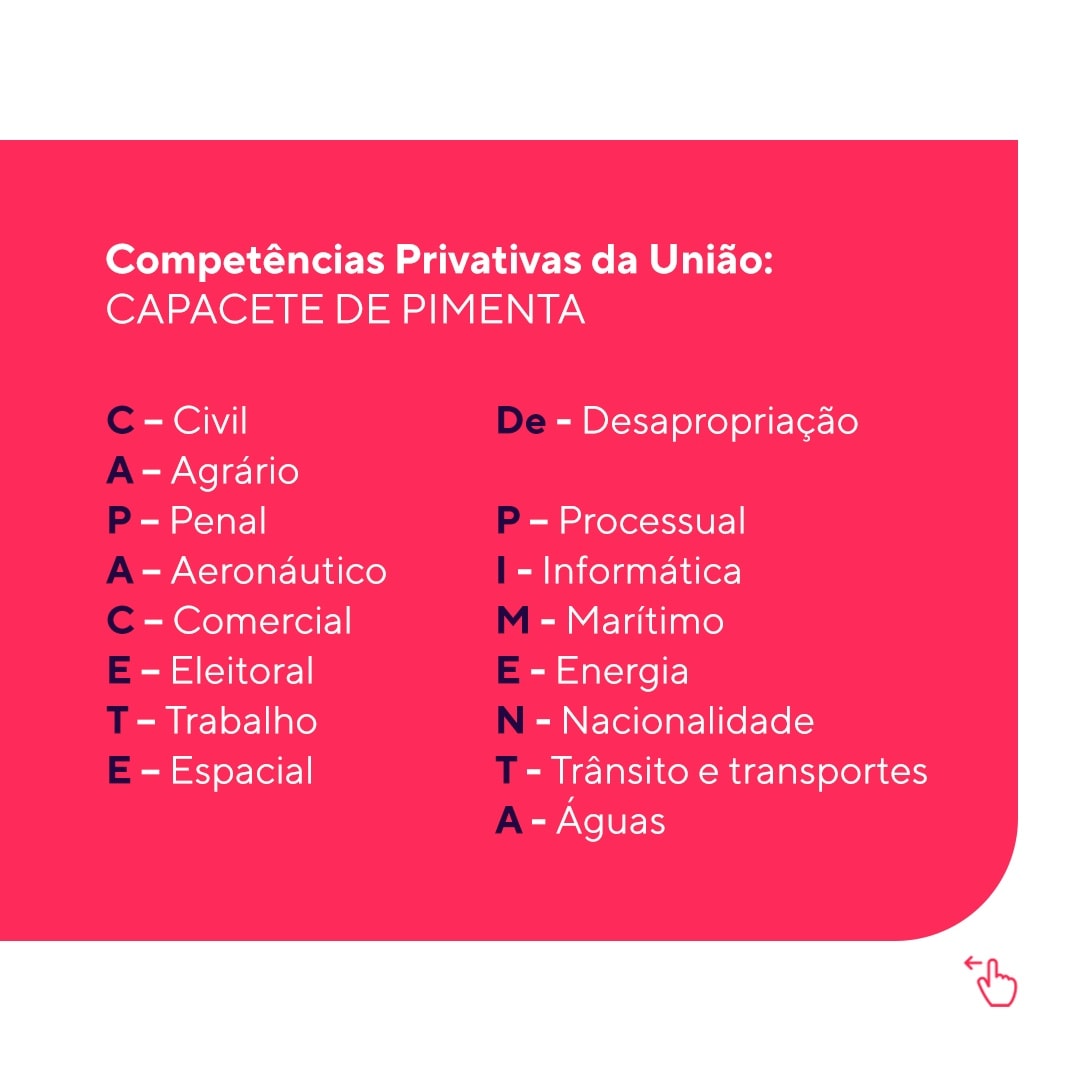 Competências Privativas da União:
CAPACETE DE PIMENTA
C – Civil
A – Agrário
P – Penal
A – Aeronáutico
C – Comercial
E – Eleitoral
T – Trabalho
E – Espacial
De - Desapropriação
P – Processual
I - Informática
M - Marítimo
E - Energia
N - Nacionalidade
T - Trânsito e transportes
A - Águas